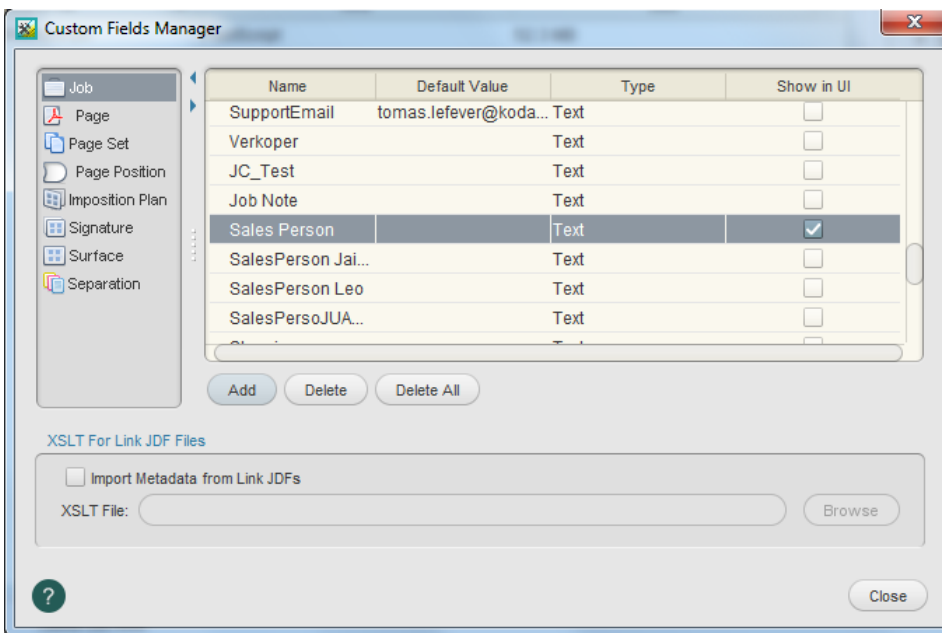 Custom Fields Manager
Job
Page
Page Set
Page Position
Imposition Plan
Signature
Surface
Separation
Name Default Value Type Show in UI
SupportEmail tomas.lefever@koda... Text
Verkoper Text
JC_Test Text
Job Note Text
Sales Person Text
SalesPerson Jai... Text
SalesPerson Leo Text
SalesPersoJUA... Text
Add Delete Delete All
XSLT For Link JDF Files
Import Metadata from Link JDFs
XSLT File: Browse
? Close